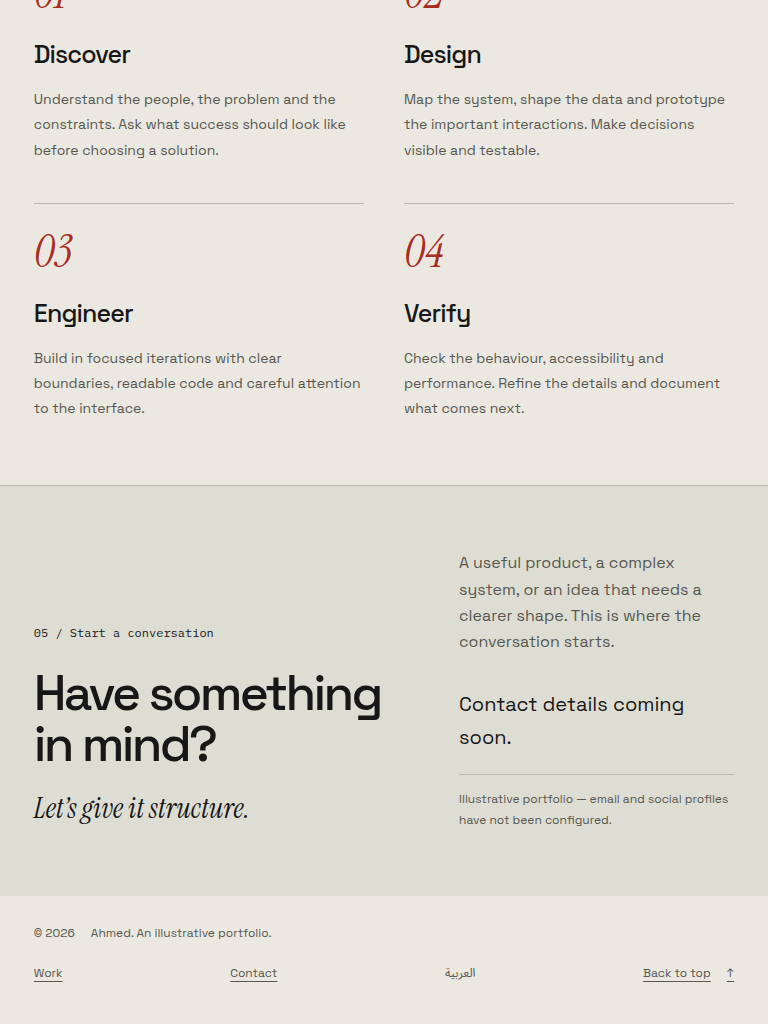 01
02
Discover
Understand the people, the problem and the
constraints. Ask what success should look like
before choosing a solution.
Design
Map the system, shape the data and prototype
the important interactions. Make decisions
visible and testable.
03
Engineer
Build in focused iterations with clear
boundaries, readable code and careful attention
to the interface.
04
Verify
Check the behaviour, accessibility and
performance. Refine the details and document
what comes next.
05 / Start a conversation
Have something
in mind?
Let’s give it structure.
A useful product, a complex
system, or an idea that needs a
clearer shape. This is where the
conversation starts.
Contact details coming
soon.
Illustrative portfolio — email and social profiles
have not been configured.
© 2026 Ahmed. An illustrative portfolio.
Work Contact العربية Back to top ↑